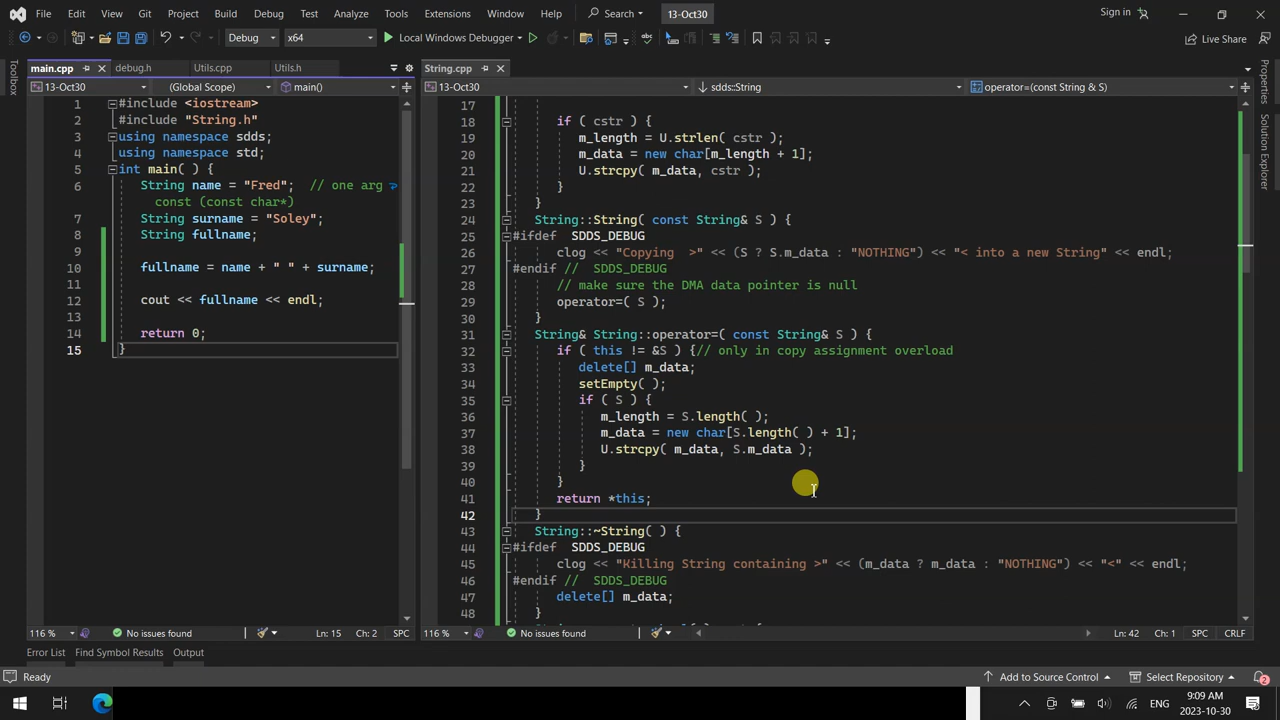 File Edit View Git Project Build Debug Test Analyze Tools Extensions Window Help Search 13-Oct30 Sign in
Debug x64 Local Windows Debugger Live Share
Toolbox
main.cpp debug.h Utils.cpp Utils.h
13-Oct30 (Global Scope) main()
1 #include <iostream>
2 #include "String.h"
3 using namespace sdds;
4 using namespace std;
5 int main( ) {
6 String name = "Fred"; // one arg
const (const char*)
7 String surname = "Soley";
8 String fullname;
9
10 fullname = name + " " + surname;
11
12 cout << fullname << endl;
13
14 return 0;
15 }
116 % No issues found Ln: 15 Ch: 2 SPC
String.cpp
13-Oct30 sdds::String operator=(const String & S)
17
18 if ( cstr ) {
19 m_length = U.strlen( cstr );
20 m_data = new char[m_length + 1];
21 U.strcpy( m_data, cstr );
22 }
23 }
24 String::String( const String& S ) {
25 #ifdef SDDS_DEBUG
26 clog << "Copying >" << (S ? S.m_data : "NOTHING") << "< into a new String" << endl;
27 #endif // SDDS_DEBUG
28 // make sure the DMA data pointer is null
29 operator=( S );
30 }
31 String& String::operator=( const String& S ) {
32 if ( this != &S ) {// only in copy assignment overload
33 delete[] m_data;
34 setEmpty( );
35 if ( S ) {
36 m_length = S.length( );
37 m_data = new char[S.length( ) + 1];
38 U.strcpy( m_data, S.m_data );
39 }
40 }
41 return *this;
42 }
43 String::~String( ) {
44 #ifdef SDDS_DEBUG
45 clog << "Killing String containing >" << (m_data ? m_data : "NOTHING") << "<" << endl;
46 #endif // SDDS_DEBUG
47 delete[] m_data;
48 }
116 % No issues found Ln: 42 Ch: 1 SPC CRLF
Properties
Solution Explorer
Error List Find Symbol Results Output
Ready Add to Source Control Select Repository 2
ENG 9:09 AM
2023-10-30